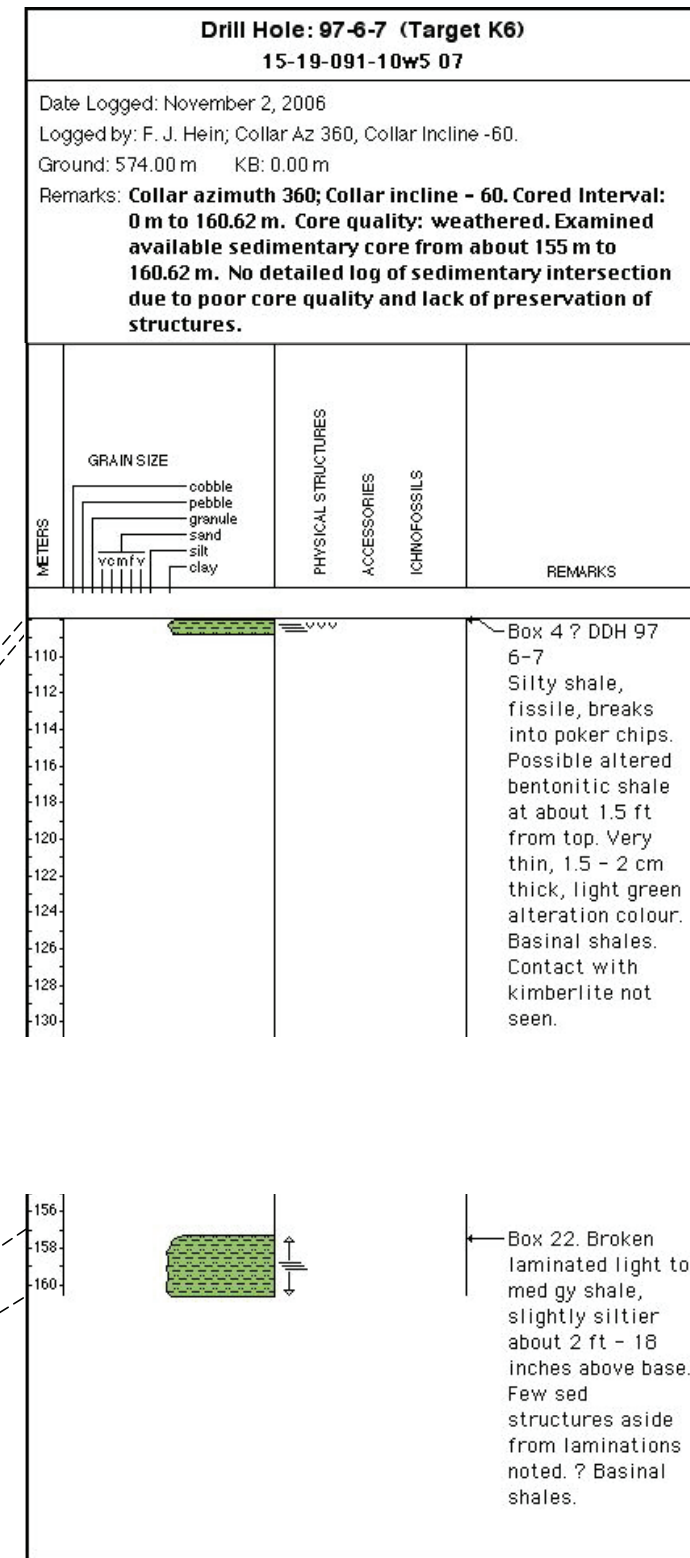 Drill Hole: 97-6-7 (Target K6)
15-19-091-10w5 07
Date Logged: November 2, 2006
Logged by: F. J. Hein; Collar Az 360, Collar Incline -60.
Ground: 574.00 m KB: 0.00 m
Remarks: Collar azimuth 360; Collar incline - 60. Cored Interval:
0 m to 160.62 m. Core quality: weathered. Examined
available sedimentary core from about 155 m to
160.62 m. No detailed log of sedimentary intersection
due to poor core quality and lack of preservation of
structures.
METERS
GRAIN SIZE
cobble
pebble
granule
sand
silt
clay
vcmfv
PHYSICAL STRUCTURES
ACCESSORIES
ICHNOFOSSILS
REMARKS
110
112
114
116
118
120
122
124
126
128
130
Box 4 ? DDH 97
6-7
Silty shale,
fissile, breaks
into poker chips.
Possible altered
bentonitic shale
at about 1.5 ft
from top. Very
thin, 1.5 - 2 cm
thick, light green
alteration colour.
Basinal shales.
Contact with
kimberlite not
seen.
156
158
160
Box 22. Broken
laminated light to
med gy shale,
slightly siltier
about 2 ft - 18
inches above base.
Few sed
structures aside
from laminations
noted. ? Basinal
shales.